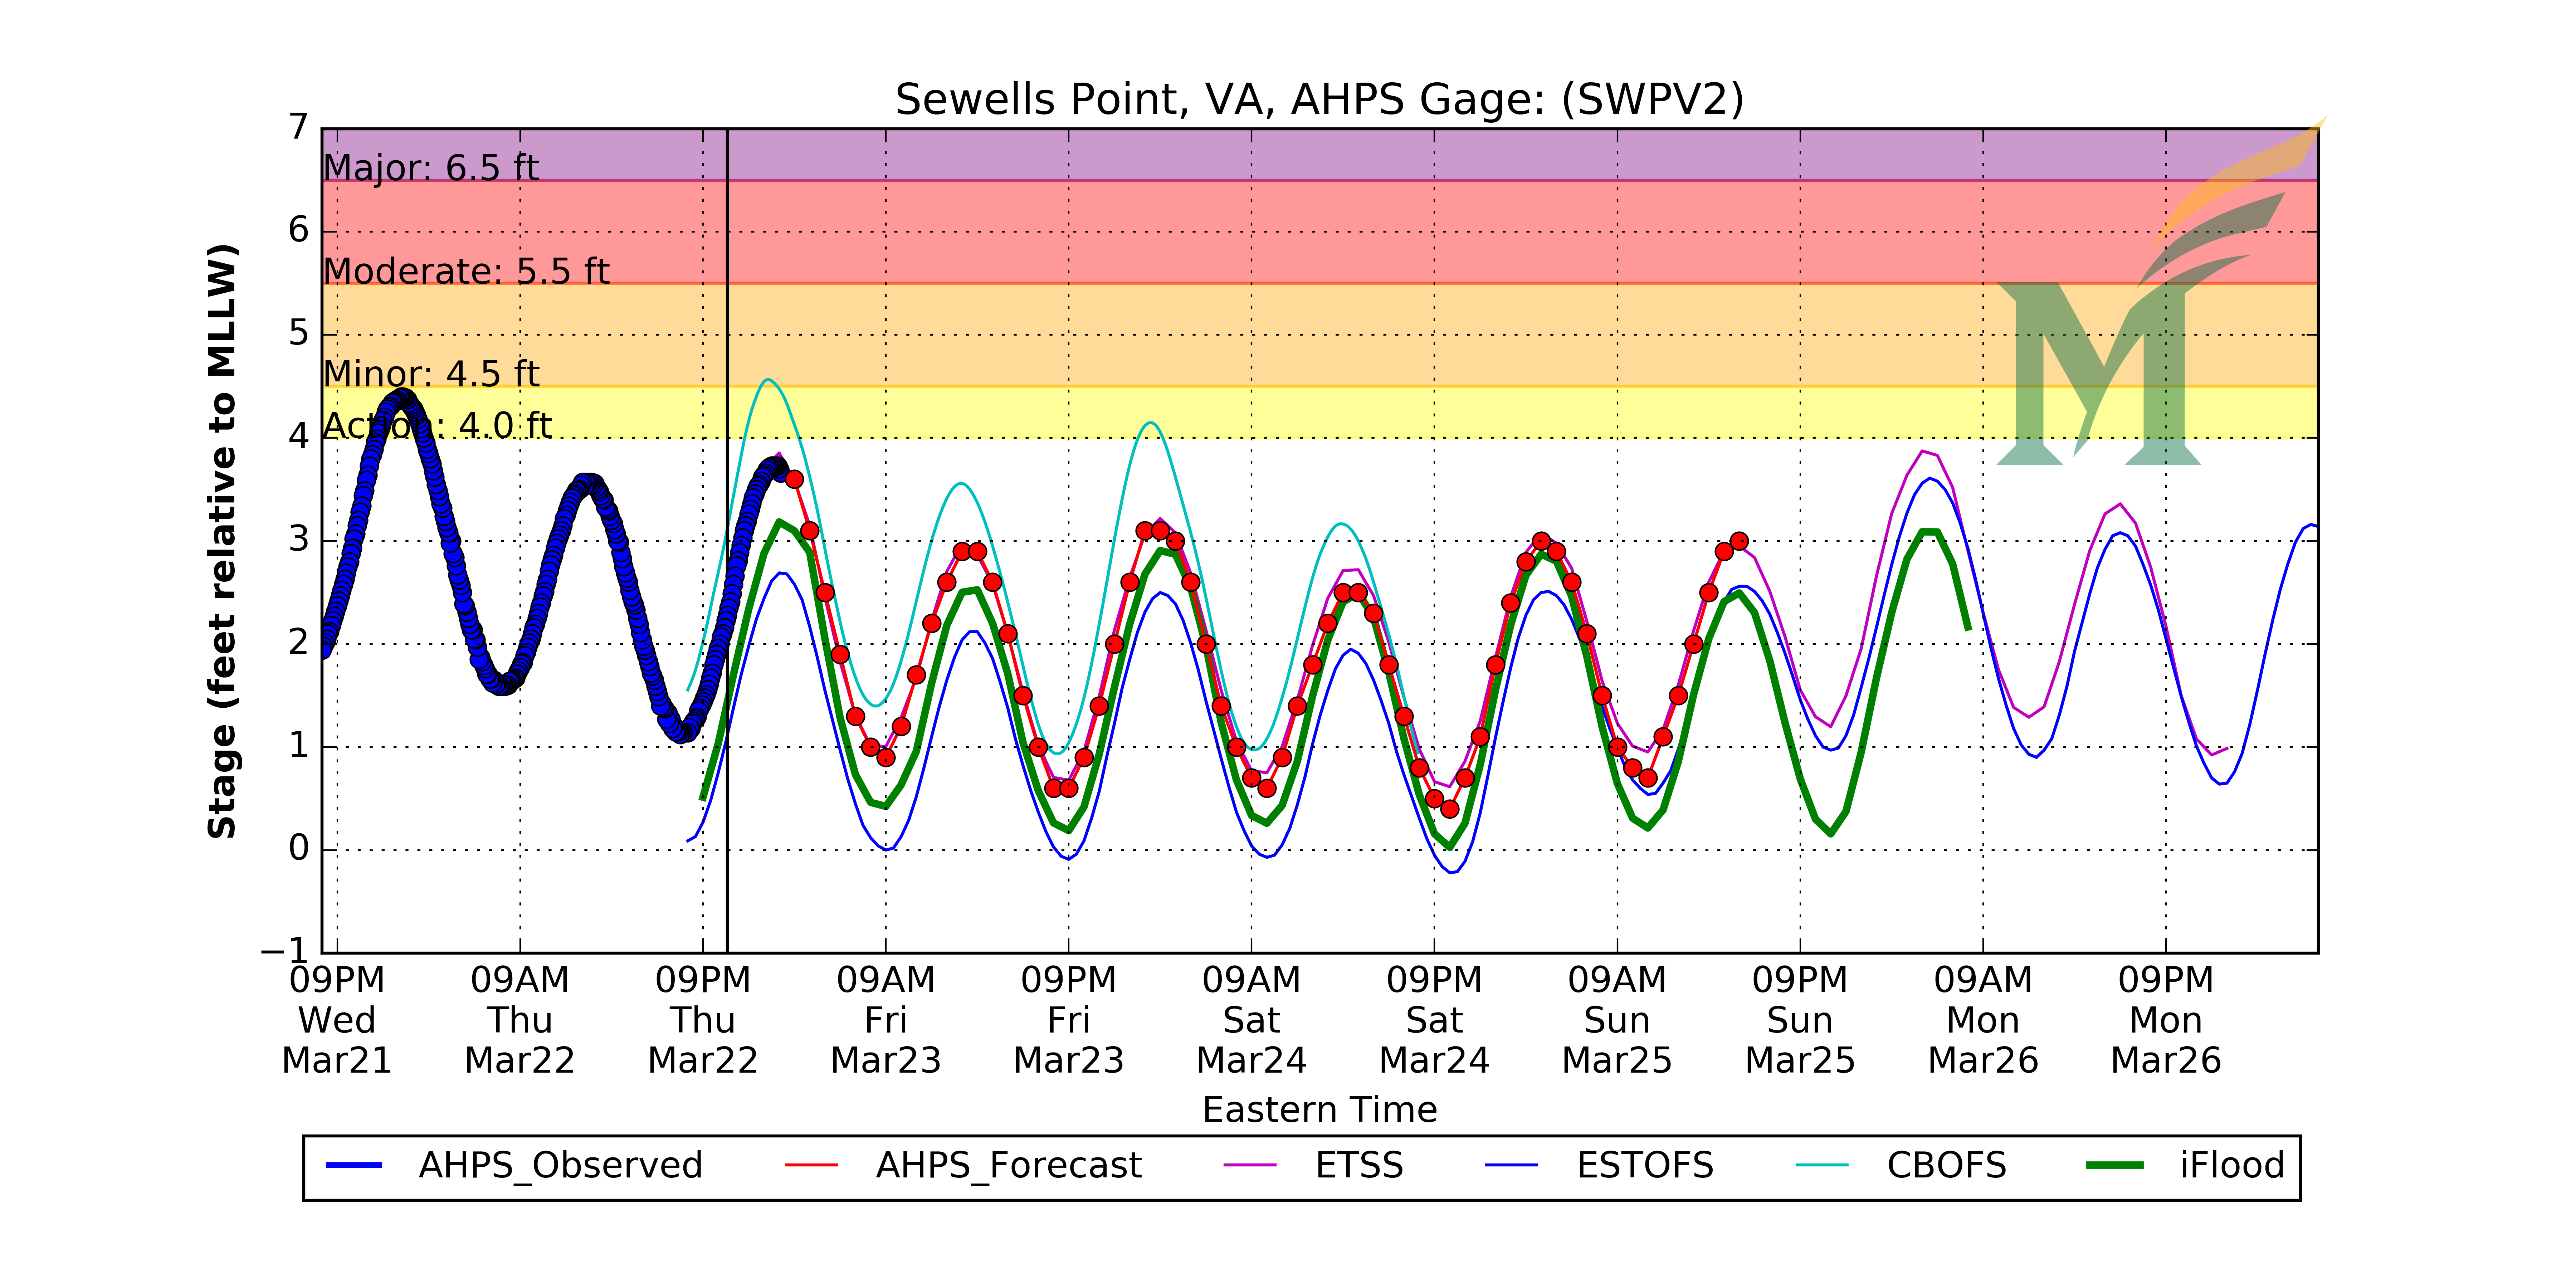 Sewells Point, VA, AHPS Gage: (SWPV2)
Stage (feet relative to MLLW)
7
6
5
4
3
2
1
0
−1
Major: 6.5 ft
Moderate: 5.5 ft
Minor: 4.5 ft
Action: 4.0 ft
M
09PM 09AM 09PM 09AM 09PM 09AM 09PM 09AM 09PM 09AM 09PM
Wed Thu Thu Fri Fri Sat Sat Sun Sun Mon Mon
Mar21 Mar22 Mar22 Mar23 Mar23 Mar24 Mar24 Mar25 Mar25 Mar26 Mar26
Eastern Time
AHPS_Observed AHPS_Forecast ETSS ESTOFS CBOFS iFlood